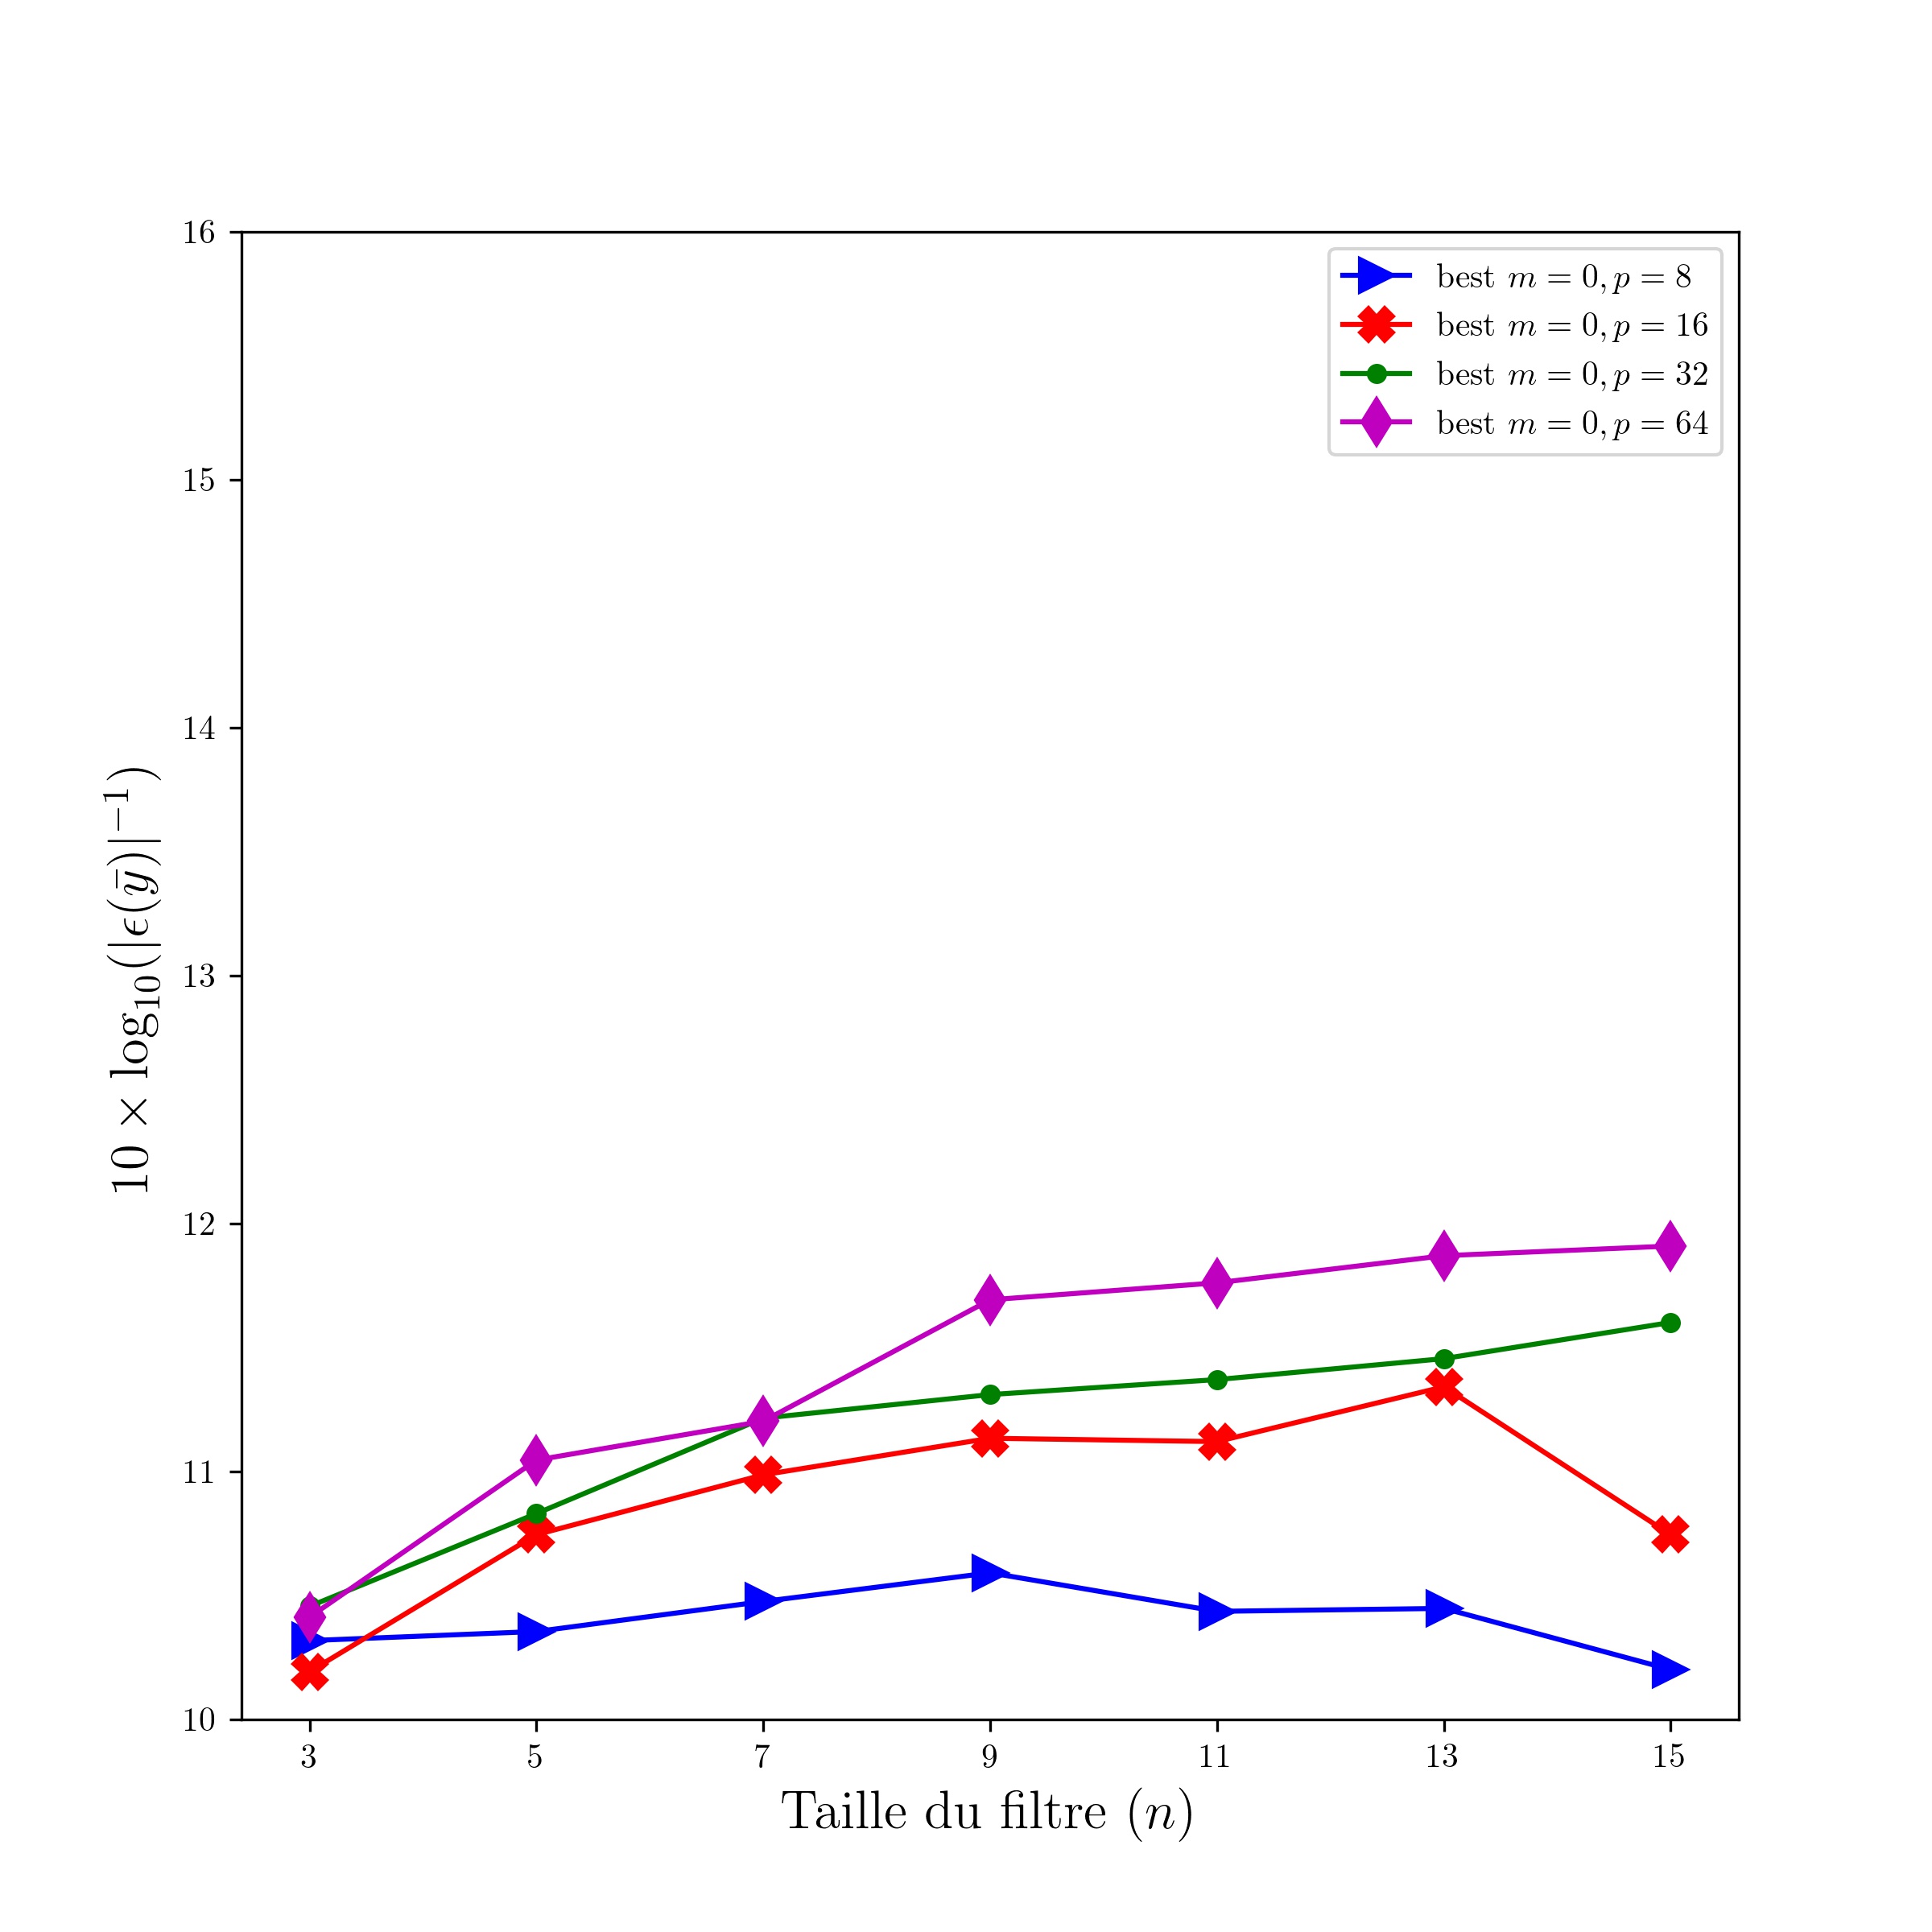 10 × log₁₀(|ϵ(ȳ)|⁻¹)
16
15
14
13
12
11
10
best m = 0, p = 8
best m = 0, p = 16
best m = 0, p = 32
best m = 0, p = 64
3 5 7 9 11 13 15
Taille du filtre (n)